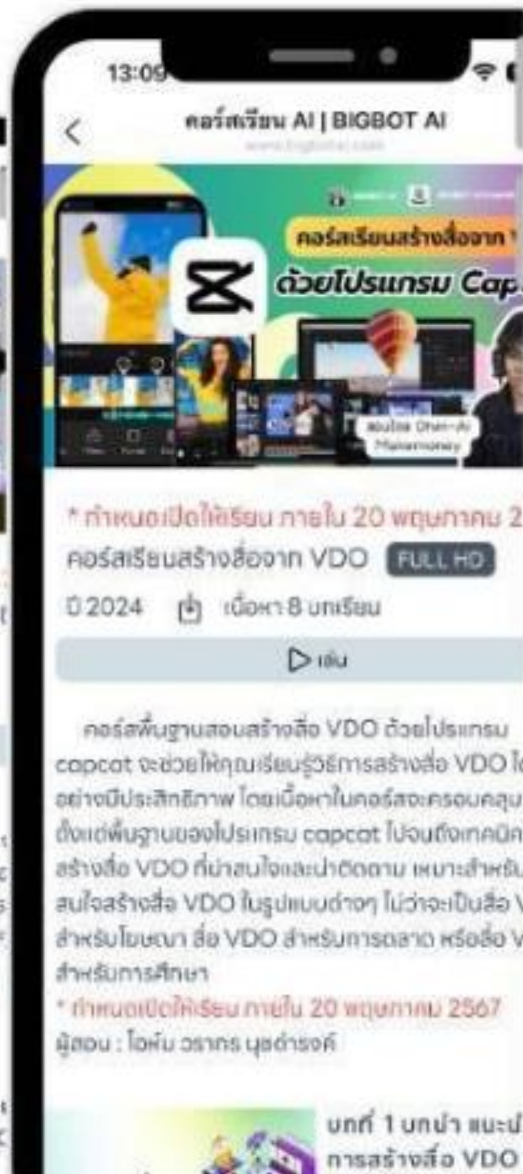 13:09
คอร์สเรียน AI | BIGBOT AI
คอร์สเรียนสร้างสื่อจาก
ด้วยโปรแกรม Cap
สอนโดย Ohm-Ai
Makemoney
* กำหนดเปิดให้เรียน ภายใน 20 พฤษภาคม 2
คอร์สเรียนสร้างสื่อจาก VDO FULL HD
ปี 2024 เนื้อหา 8 บทเรียน
เล่น
คอร์สพื้นฐานสอนสร้างสื่อ VDO ด้วยโปรแกรม
capcat จะช่วยให้คุณเรียนรู้วิธีการสร้างสื่อ VDO ได
อย่างมีประสิทธิภาพ โดยเนื้อหาในคอร์สจะครอบคลุม
ตั้งแต่พื้นฐานของโปรแกรม capcat ไปจนถึงเทคนิค
สร้างสื่อ VDO ที่น่าสนใจและน่าติดตาม เหมาะสำหรับ
สนใจสร้างสื่อ VDO ในรูปแบบต่างๆ ไม่ว่าจะเป็นสื่อ V
สำหรับโฆษณา สื่อ VDO สำหรับการตลาด หรือสื่อ V
สำหรับการศึกษา
* กำหนดเปิดให้เรียน ภายใน 20 พฤษภาคม 2567
ผู้สอน : โอห์ม วรากร นุชดำรงค์
บทที่ 1 บทนำ แนะนำ
การสร้างสื่อ VDO